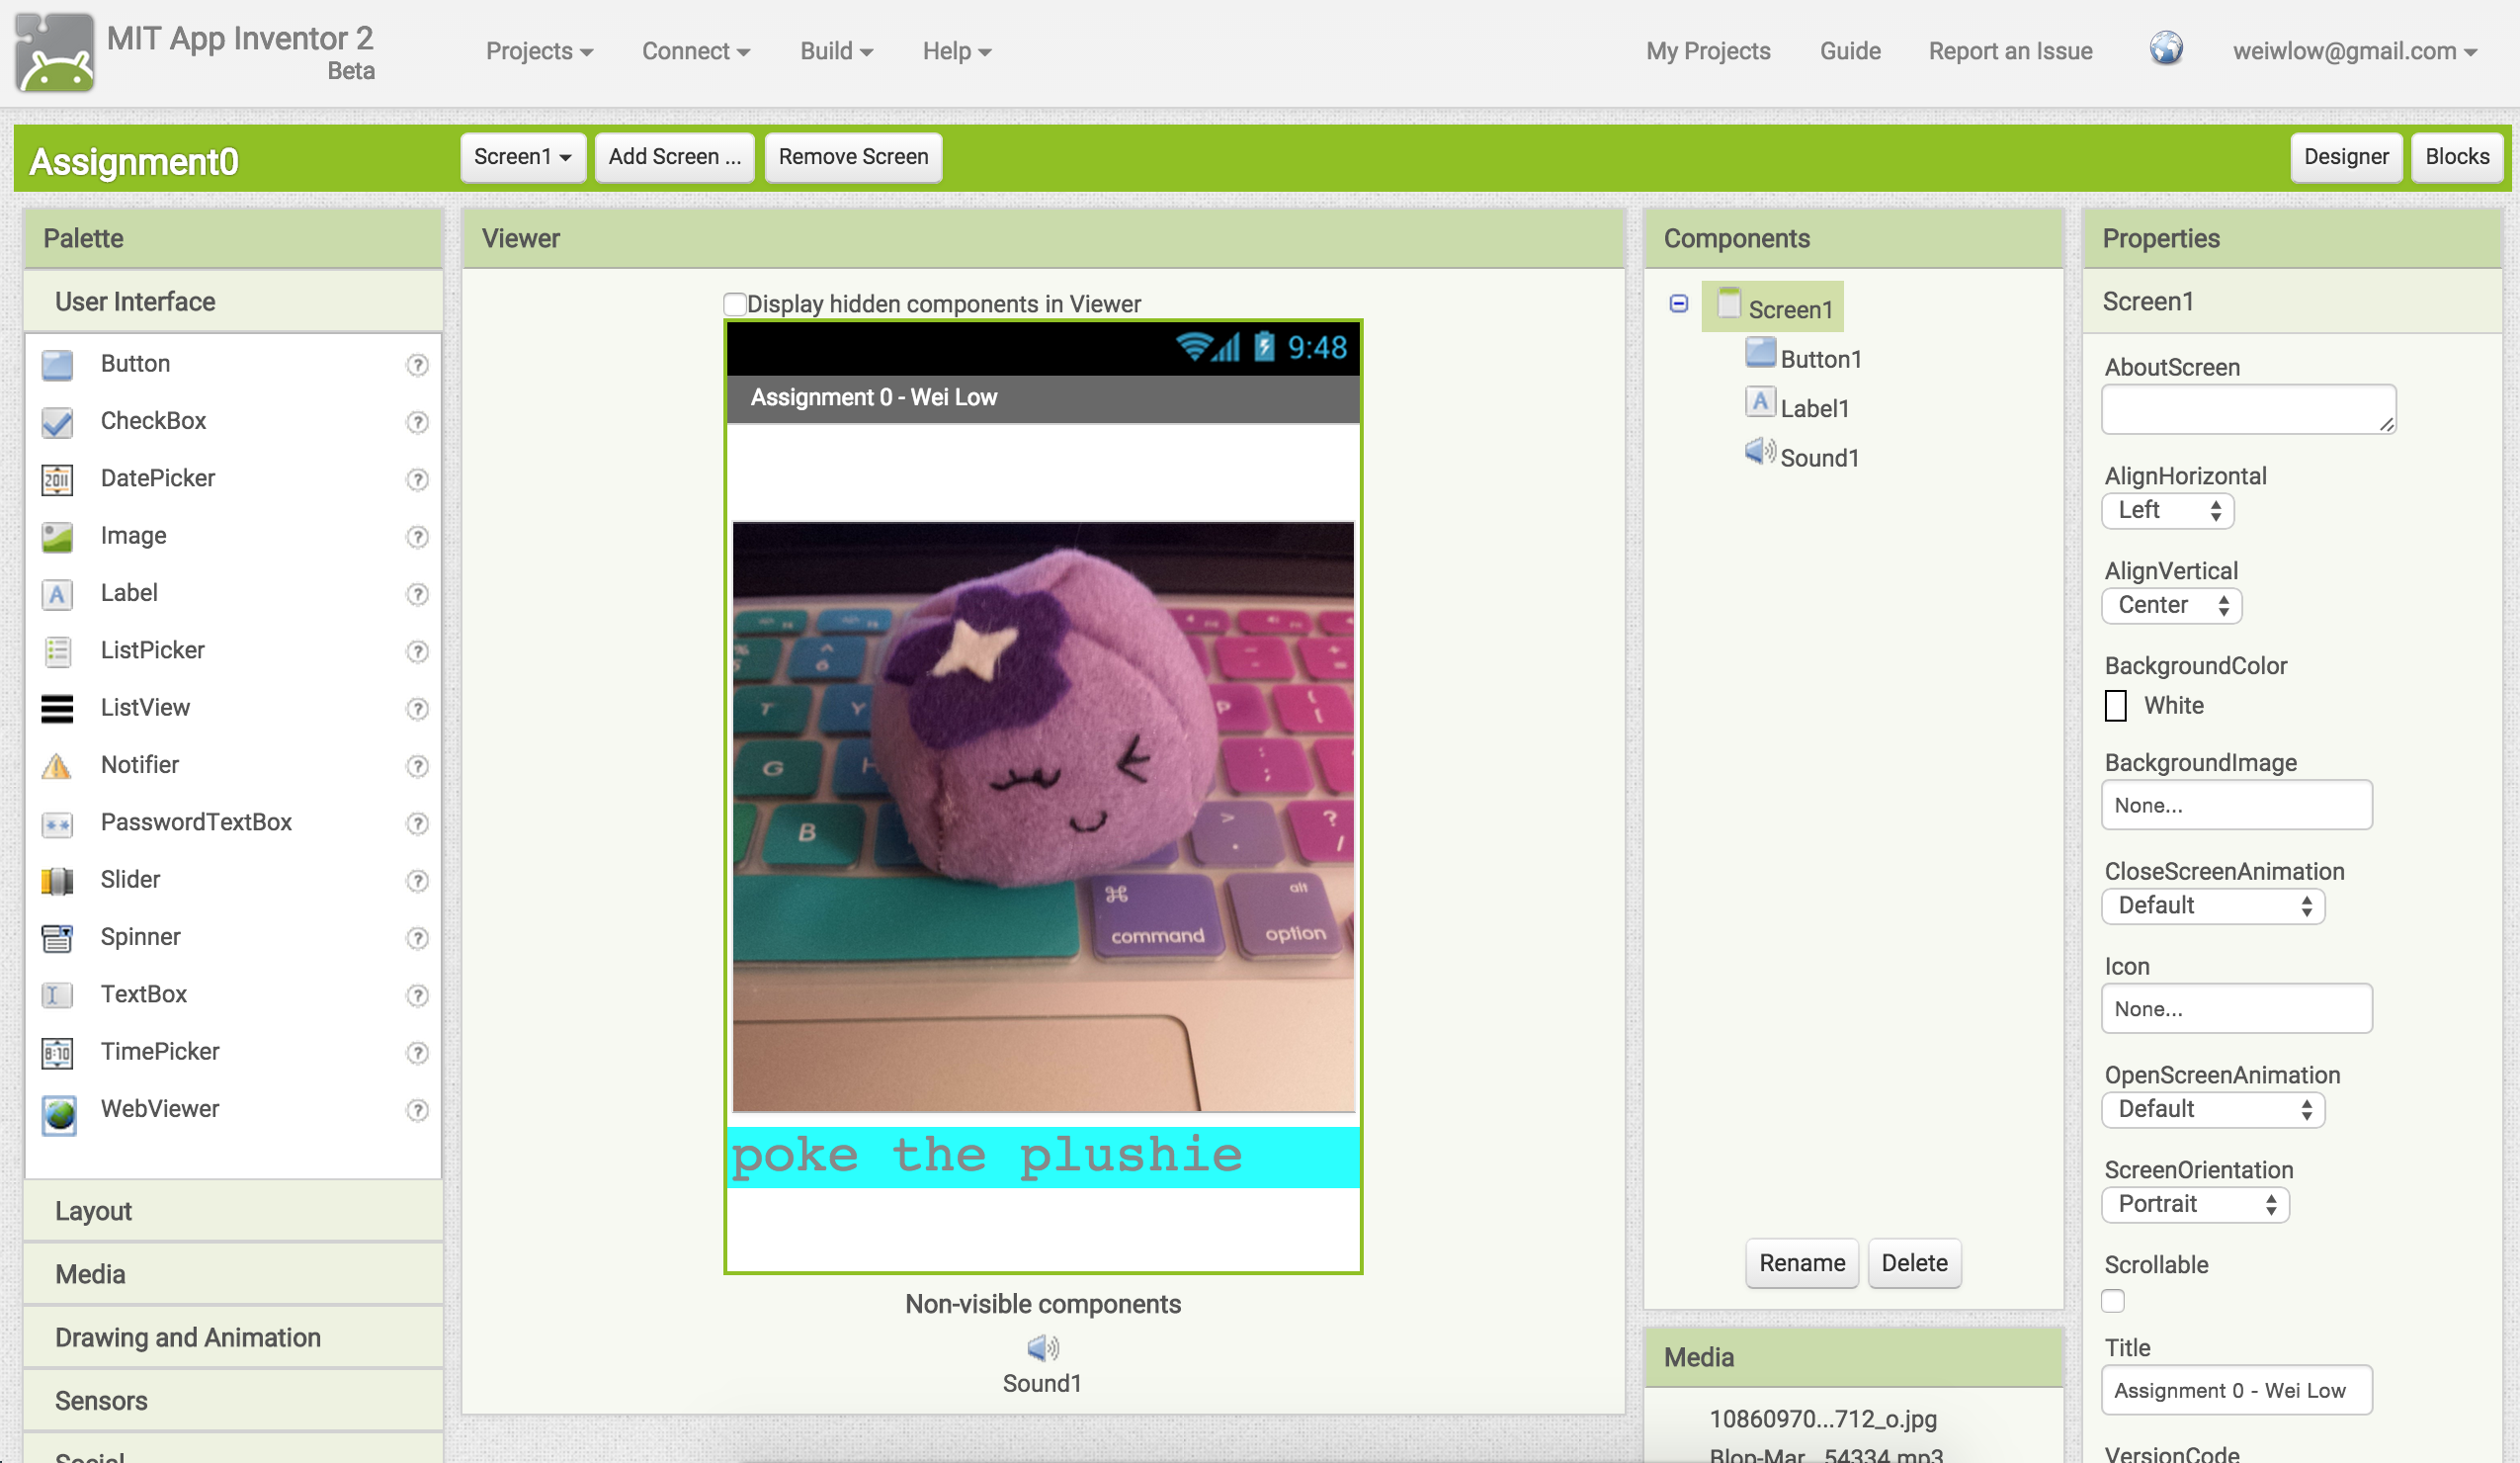 MIT App Inventor 2
Beta
Projects Connect Build Help My Projects Guide Report an Issue weiwlow@gmail.com
Assignment0 Screen1 Add Screen ... Remove Screen Designer Blocks
Palette
User Interface
Button ?
CheckBox ?
2011 DatePicker ?
Image ?
A Label ?
ListPicker ?
ListView ?
Notifier ?
PasswordTextBox ?
Slider ?
Spinner ?
TextBox ?
8:10 TimePicker ?
WebViewer ?
Layout
Media
Drawing and Animation
Sensors
Social
Viewer
Display hidden components in Viewer
9:48
Assignment 0 - Wei Low
6
T Y P
G H
B
alt
command option
poke the plushie
Non-visible components
Sound1
Components
Screen1
Button1
A Label1
Sound1
Rename Delete
Media
10860970...712_o.jpg
Blop-Mar...54334.mp3
Properties
Screen1
AboutScreen
AlignHorizontal
Left
AlignVertical
Center
BackgroundColor
White
BackgroundImage
None...
CloseScreenAnimation
Default
Icon
None...
OpenScreenAnimation
Default
ScreenOrientation
Portrait
Scrollable
Title
Assignment 0 - Wei Low
VersionCode